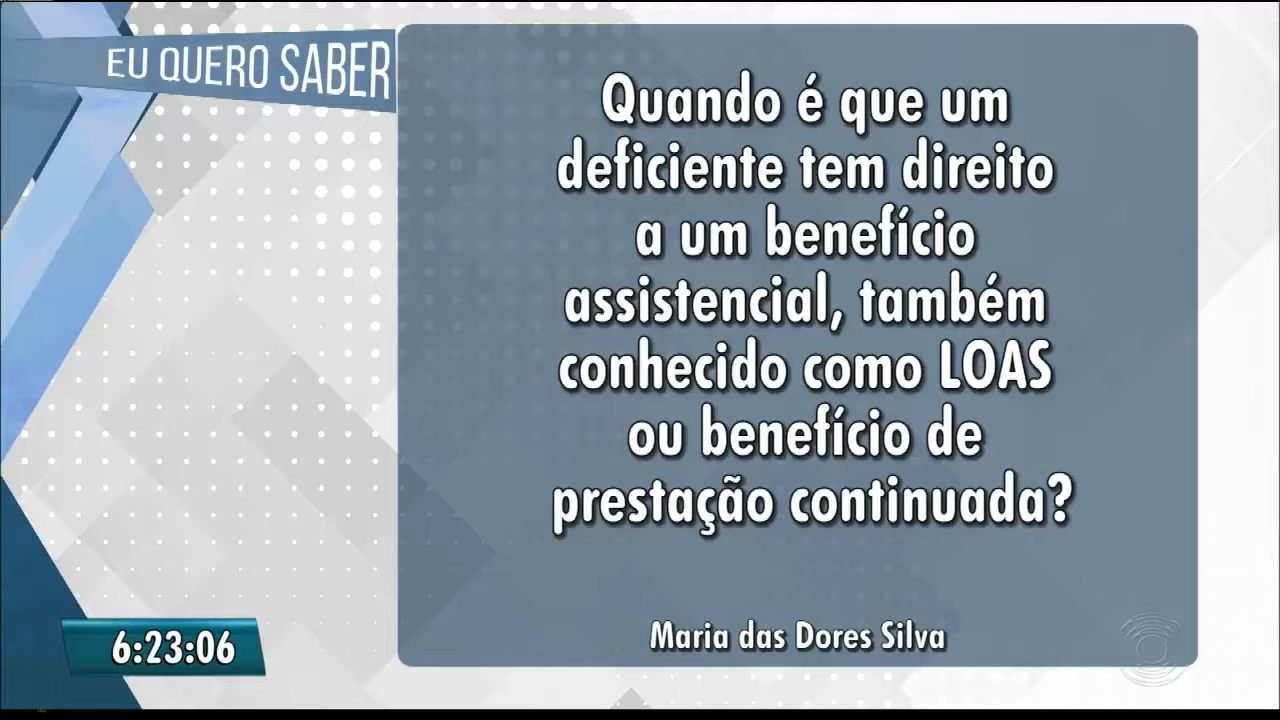 EU QUERO SABER
Quando é que um
deficiente tem direito
a um benefício
assistencial, também
conhecido como LOAS
ou benefício de
prestação continuada?
Maria das Dores Silva
6:23:06